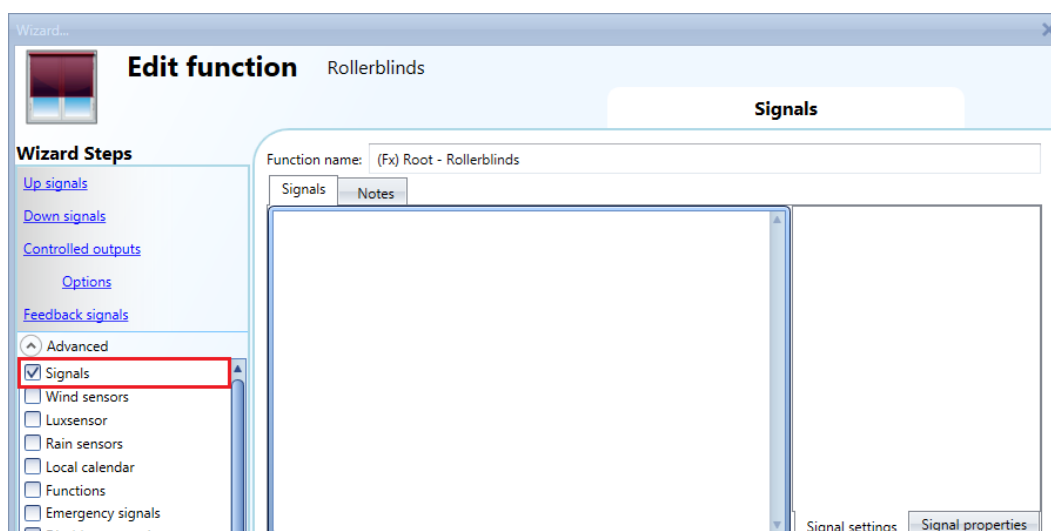 Wizard...
Edit function Rollerblinds
Signals
Wizard Steps
Up signals
Down signals
Controlled outputs
Options
Feedback signals
Advanced
Signals
Wind sensors
Luxsensor
Rain sensors
Local calendar
Functions
Emergency signals
Function name: (Fx) Root - Rollerblinds
Signals Notes
Signal settings Signal properties